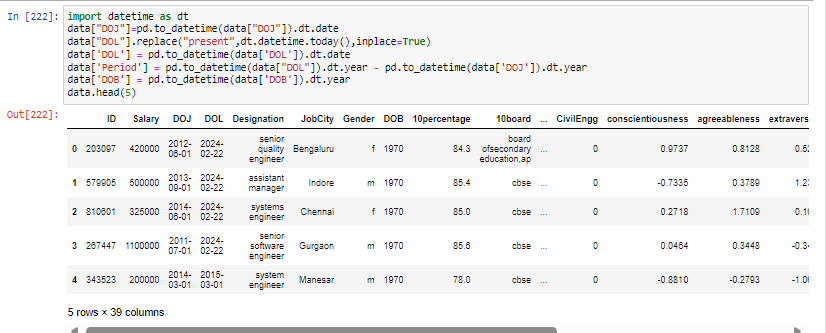 In [222]: import datetime as dt
data["DOJ"]=pd.to_datetime(data["DOJ"]).dt.date
data["DOL"].replace("present",dt.datetime.today(),inplace=True)
data['DOL'] = pd.to_datetime(data['DOL']).dt.date
data['Period'] = pd.to_datetime(data["DOL"]).dt.year - pd.to_datetime(data['DOJ']).dt.year
data['DOB'] = pd.to_datetime(data['DOB']).dt.year
data.head(5)
Out[222]:
ID Salary DOJ DOL Designation JobCity Gender DOB 10percentage 10board ... CivilEngg conscientiousness agreeableness extravers
0 203097 420000 2012-06-01 2024-02-22 senior quality engineer Bengaluru f 1970 84.3 board ofsecondary education,ap ... 0 0.9737 0.8128 0.5
1 579905 500000 2013-09-01 2024-02-22 assistant manager Indore m 1970 85.4 cbse ... 0 -0.7335 0.3789 1.2
2 810601 325000 2014-06-01 2024-02-22 systems engineer Chennai f 1970 85.0 cbse ... 0 0.2718 1.7109 0.1
3 267447 1100000 2011-07-01 2024-02-22 senior software engineer Gurgaon m 1970 85.6 cbse ... 0 0.0464 0.3448 -0.3
4 343523 200000 2014-03-01 2015-03-01 system engineer Manesar m 1970 78.0 cbse ... 0 -0.8810 -0.2793 -1.0
5 rows × 39 columns